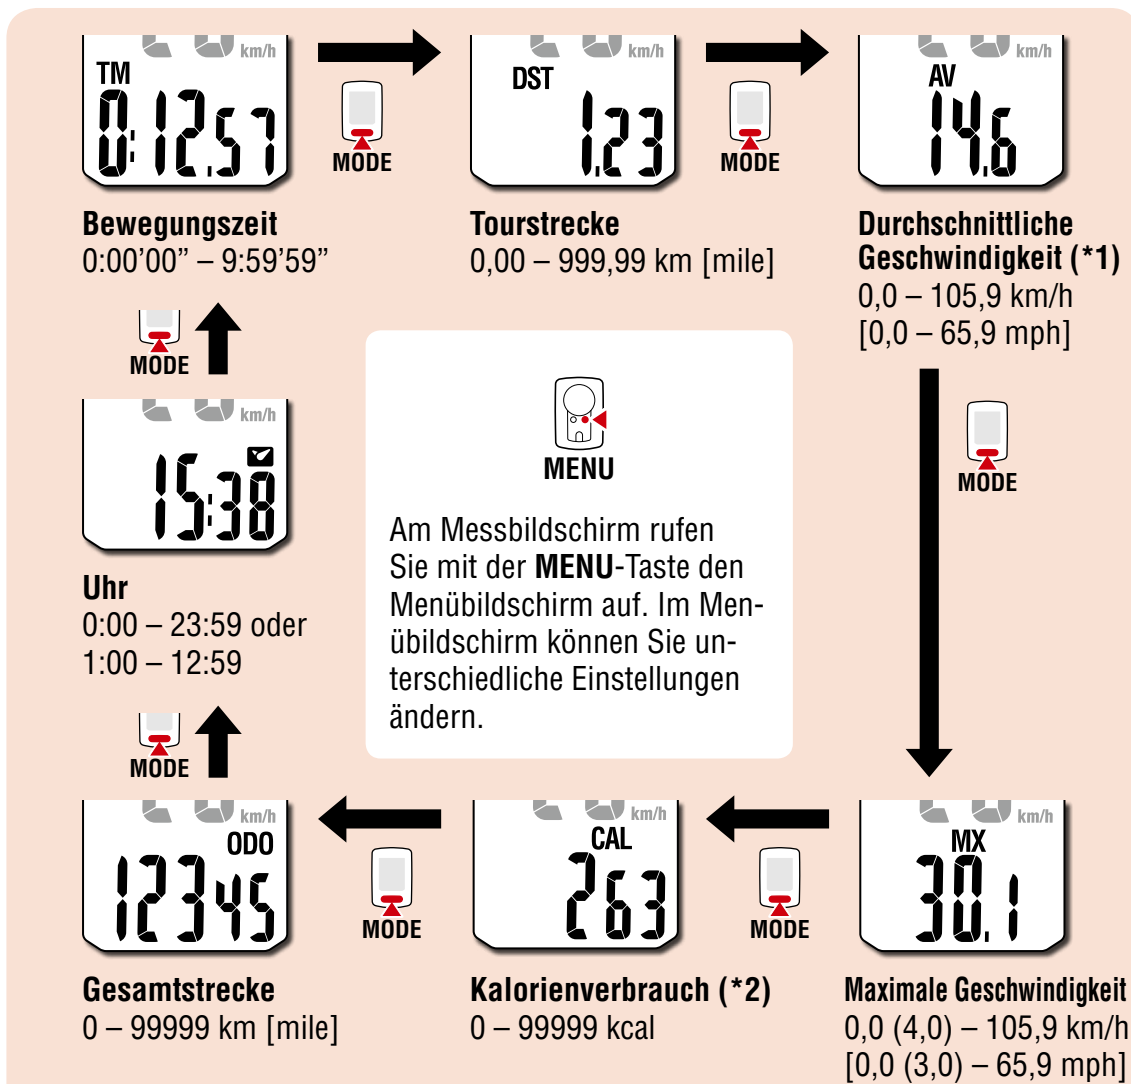 km/h
TM
0:12.57
MODE
km/h
DST
1.23
MODE
km/h
AV
14.6
Bewegungszeit
0:00’00” – 9:59’59”
Tourstrecke
0,00 – 999,99 km [mile]
Durchschnittliche
Geschwindigkeit (*1)
0,0 – 105,9 km/h
[0,0 – 65,9 mph]
MODE
km/h
15:38
Uhr
0:00 – 23:59 oder
1:00 – 12:59
MENU
Am Messbildschirm rufen
Sie mit der MENU-Taste den
Menübildschirm auf. Im Men-
übildschirm können Sie un-
terschiedliche Einstellungen
ändern.
MODE
MODE
km/h
ODO
12345
MODE
km/h
CAL
263
MODE
km/h
MX
30.1
Gesamtstrecke
0 – 99999 km [mile]
Kalorienverbrauch (*2)
0 – 99999 kcal
Maximale Geschwindigkeit
0,0 (4,0) – 105,9 km/h
[0,0 (3,0) – 65,9 mph]